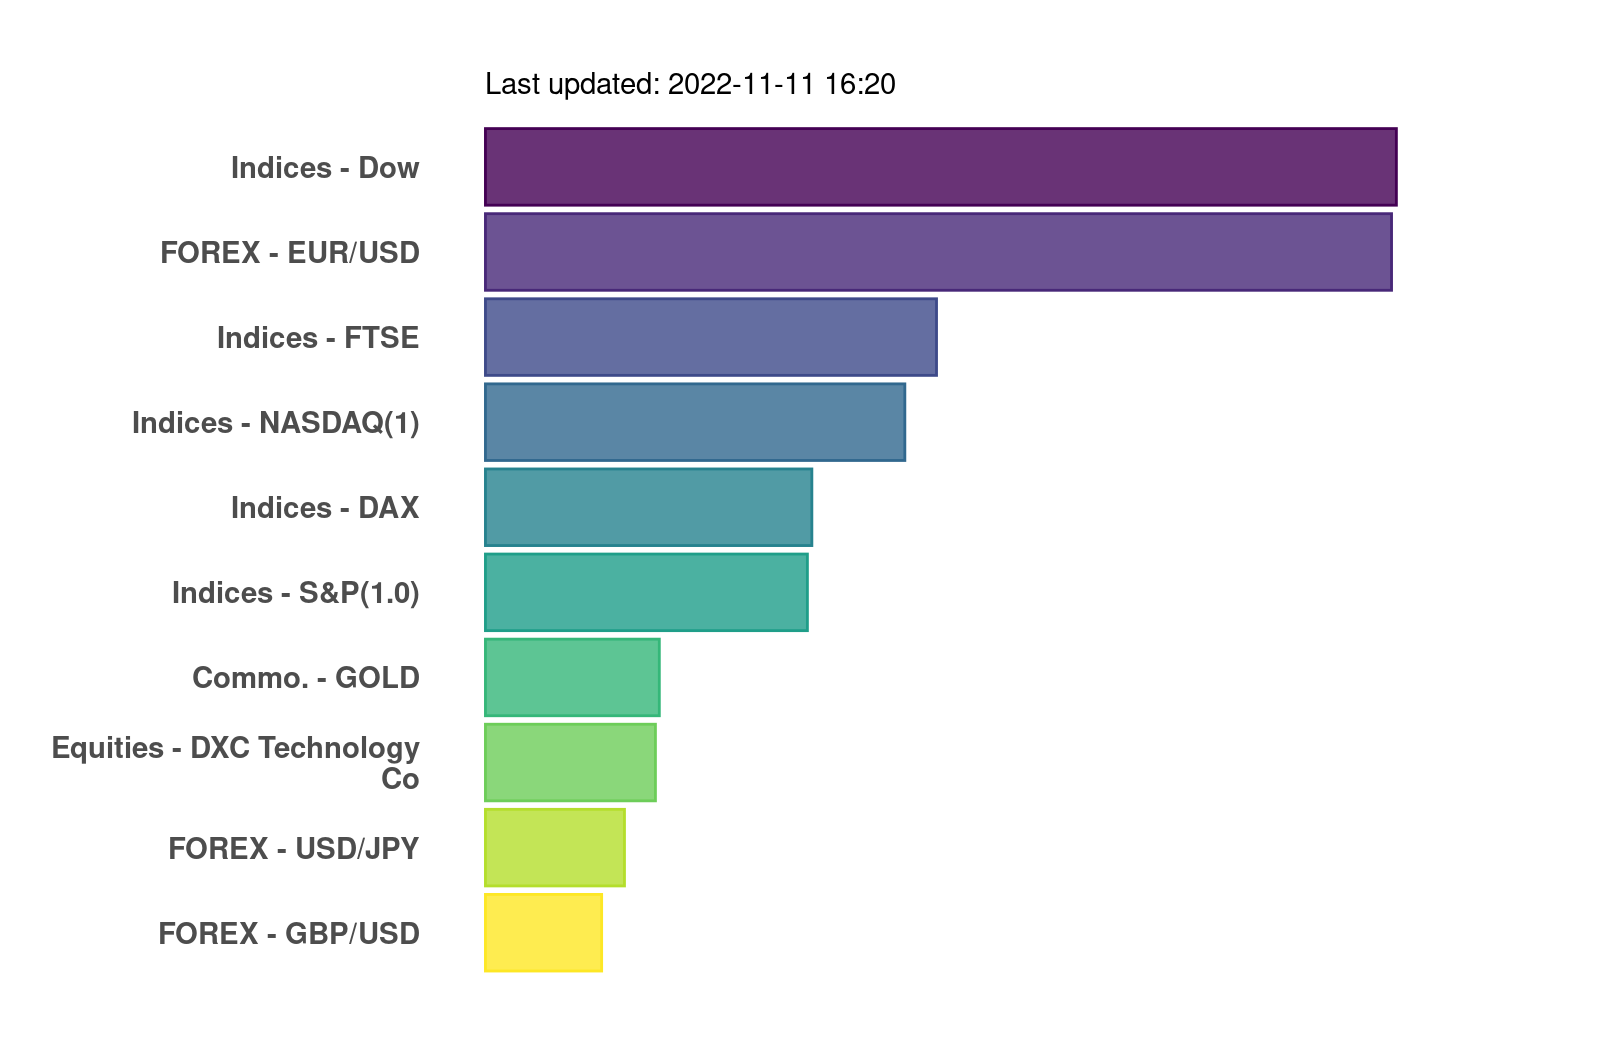 Last updated: 2022-11-11 16:20
Indices - Dow
FOREX - EUR/USD
Indices - FTSE
Indices - NASDAQ(1)
Indices - DAX
Indices - S&P(1.0)
Commo. - GOLD
Equities - DXC Technology
Co
FOREX - USD/JPY
FOREX - GBP/USD